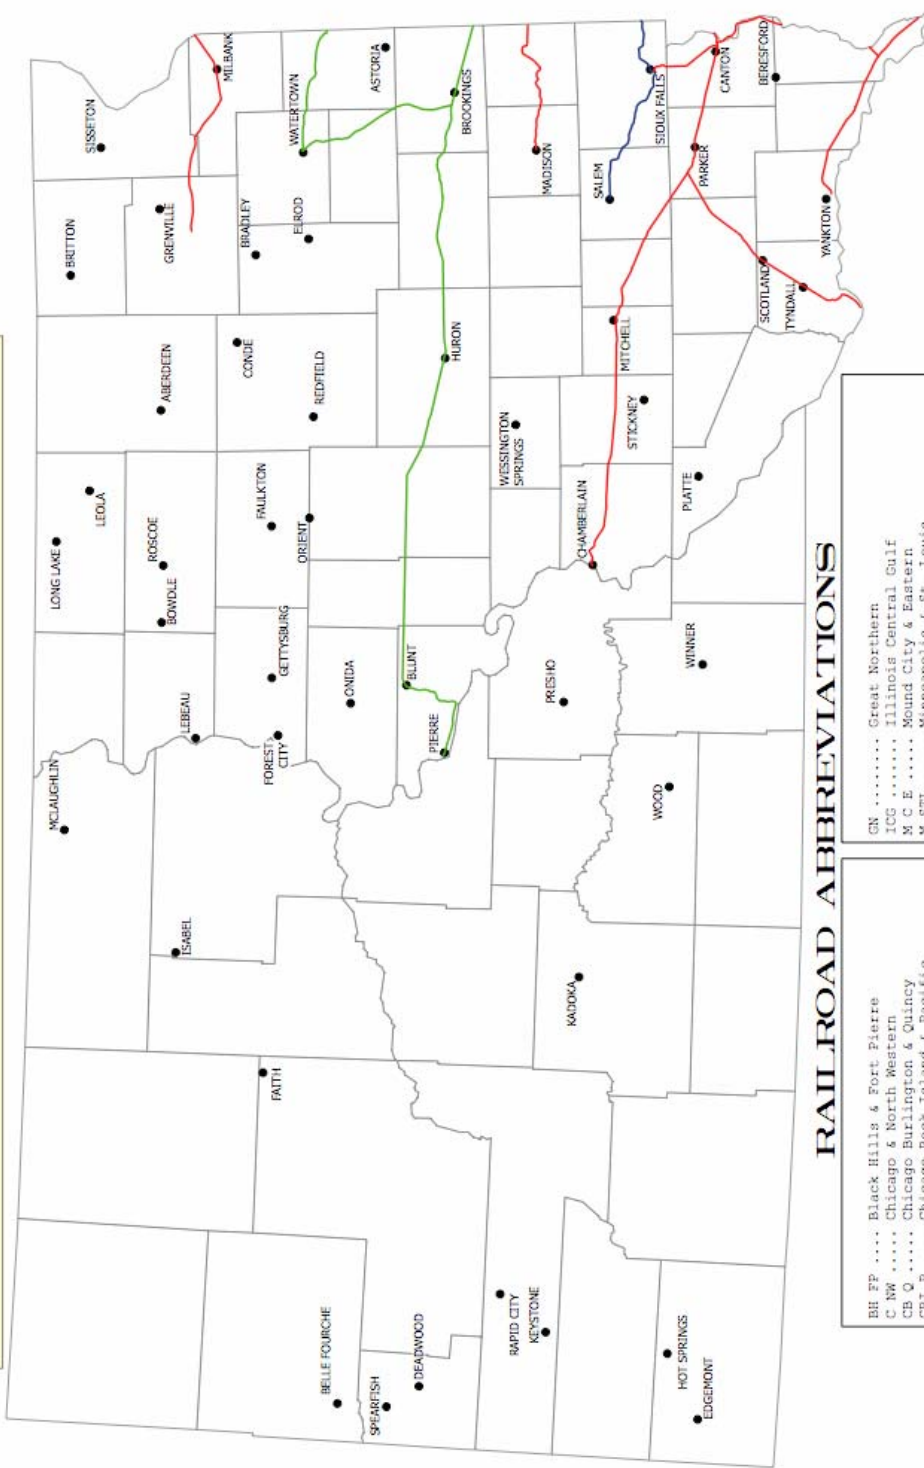 SISSETON
MILBANK
BRITTON
GRENVILLE
WATERTOWN
ASTORIA
BRADLEY
ELROD
BROOKINGS
LONG LAKE
LEOLA
ABERDEEN
CONDE
REDFIELD
HURON
MADISON
SALEM
SIOUX FALLS
CANTON
BERESFORD
PARKER
YANKTON
SCOTLAND
TYNDALL
MITCHELL
STICKNEY
WESSINGTON
SPRINGS
PLATTE
CHAMBERLAIN
ROSCOE
BOWDLE
FAULKTON
ORIENT
GETTYSBURG
LEBEAU
FOREST
CITY
ONIDA
BLUNT
PIERRE
PRESHO
WINNER
WOOD
MCLAUGHLIN
ISABEL
FAITH
KADOKA
BELLE FOURCHE
SPEARFISH
DEADWOOD
RAPID CITY
KEYSTONE
HOT SPRINGS
EDGEMONT
RAILROAD ABBREVIATIONS
BH FP .... Black Hills & Fort Pierre
C NW ..... Chicago & North Western
CB Q ..... Chicago Burlington & Quincy
GN ........ Great Northern
ICG ....... Illinois Central Gulf
M C E ..... Mound City & Eastern